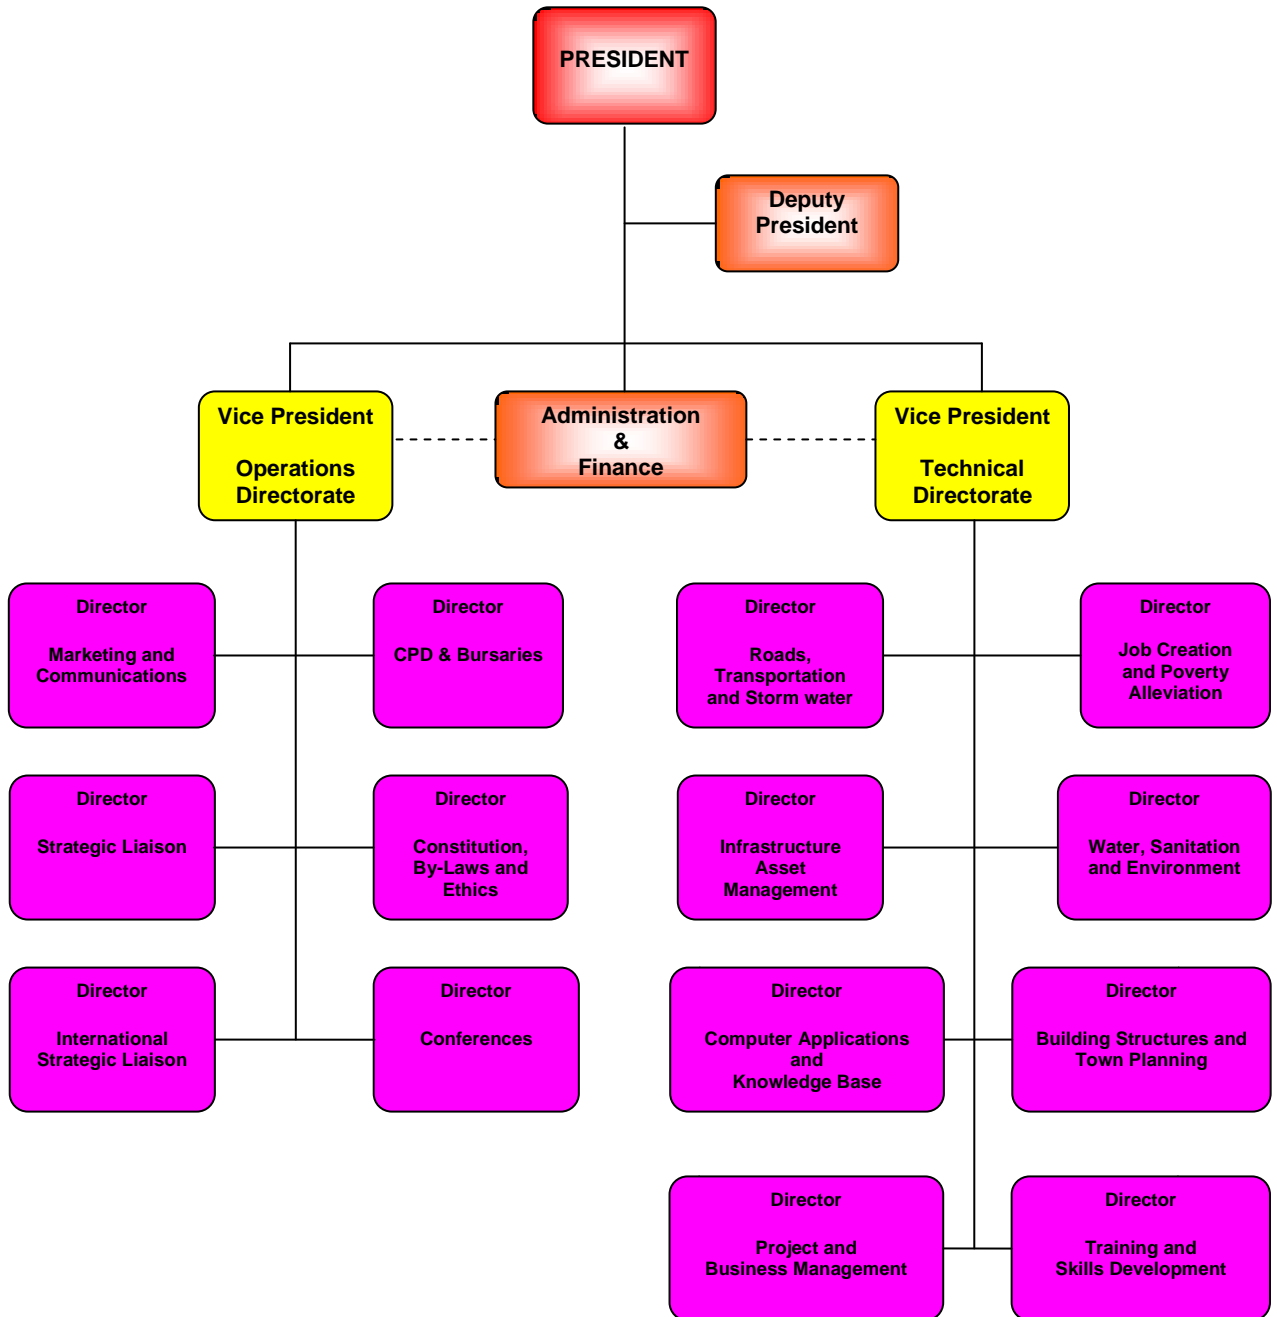 PRESIDENT
Deputy
President
Vice President
Operations
Directorate
Administration
&
Finance
Vice President
Technical
Directorate
Director
Marketing and
Communications
Director
CPD & Bursaries
Director
Roads,
Transportation
and Storm water
Director
Job Creation
and Poverty
Alleviation
Director
Strategic Liaison
Director
Constitution,
By-Laws and
Ethics
Director
Infrastructure
Asset
Management
Director
Water, Sanitation
and Environment
Director
International
Strategic Liaison
Director
Conferences
Director
Computer Applications
and
Knowledge Base
Director
Building Structures and
Town Planning
Director
Project and
Business Management
Director
Training and
Skills Development